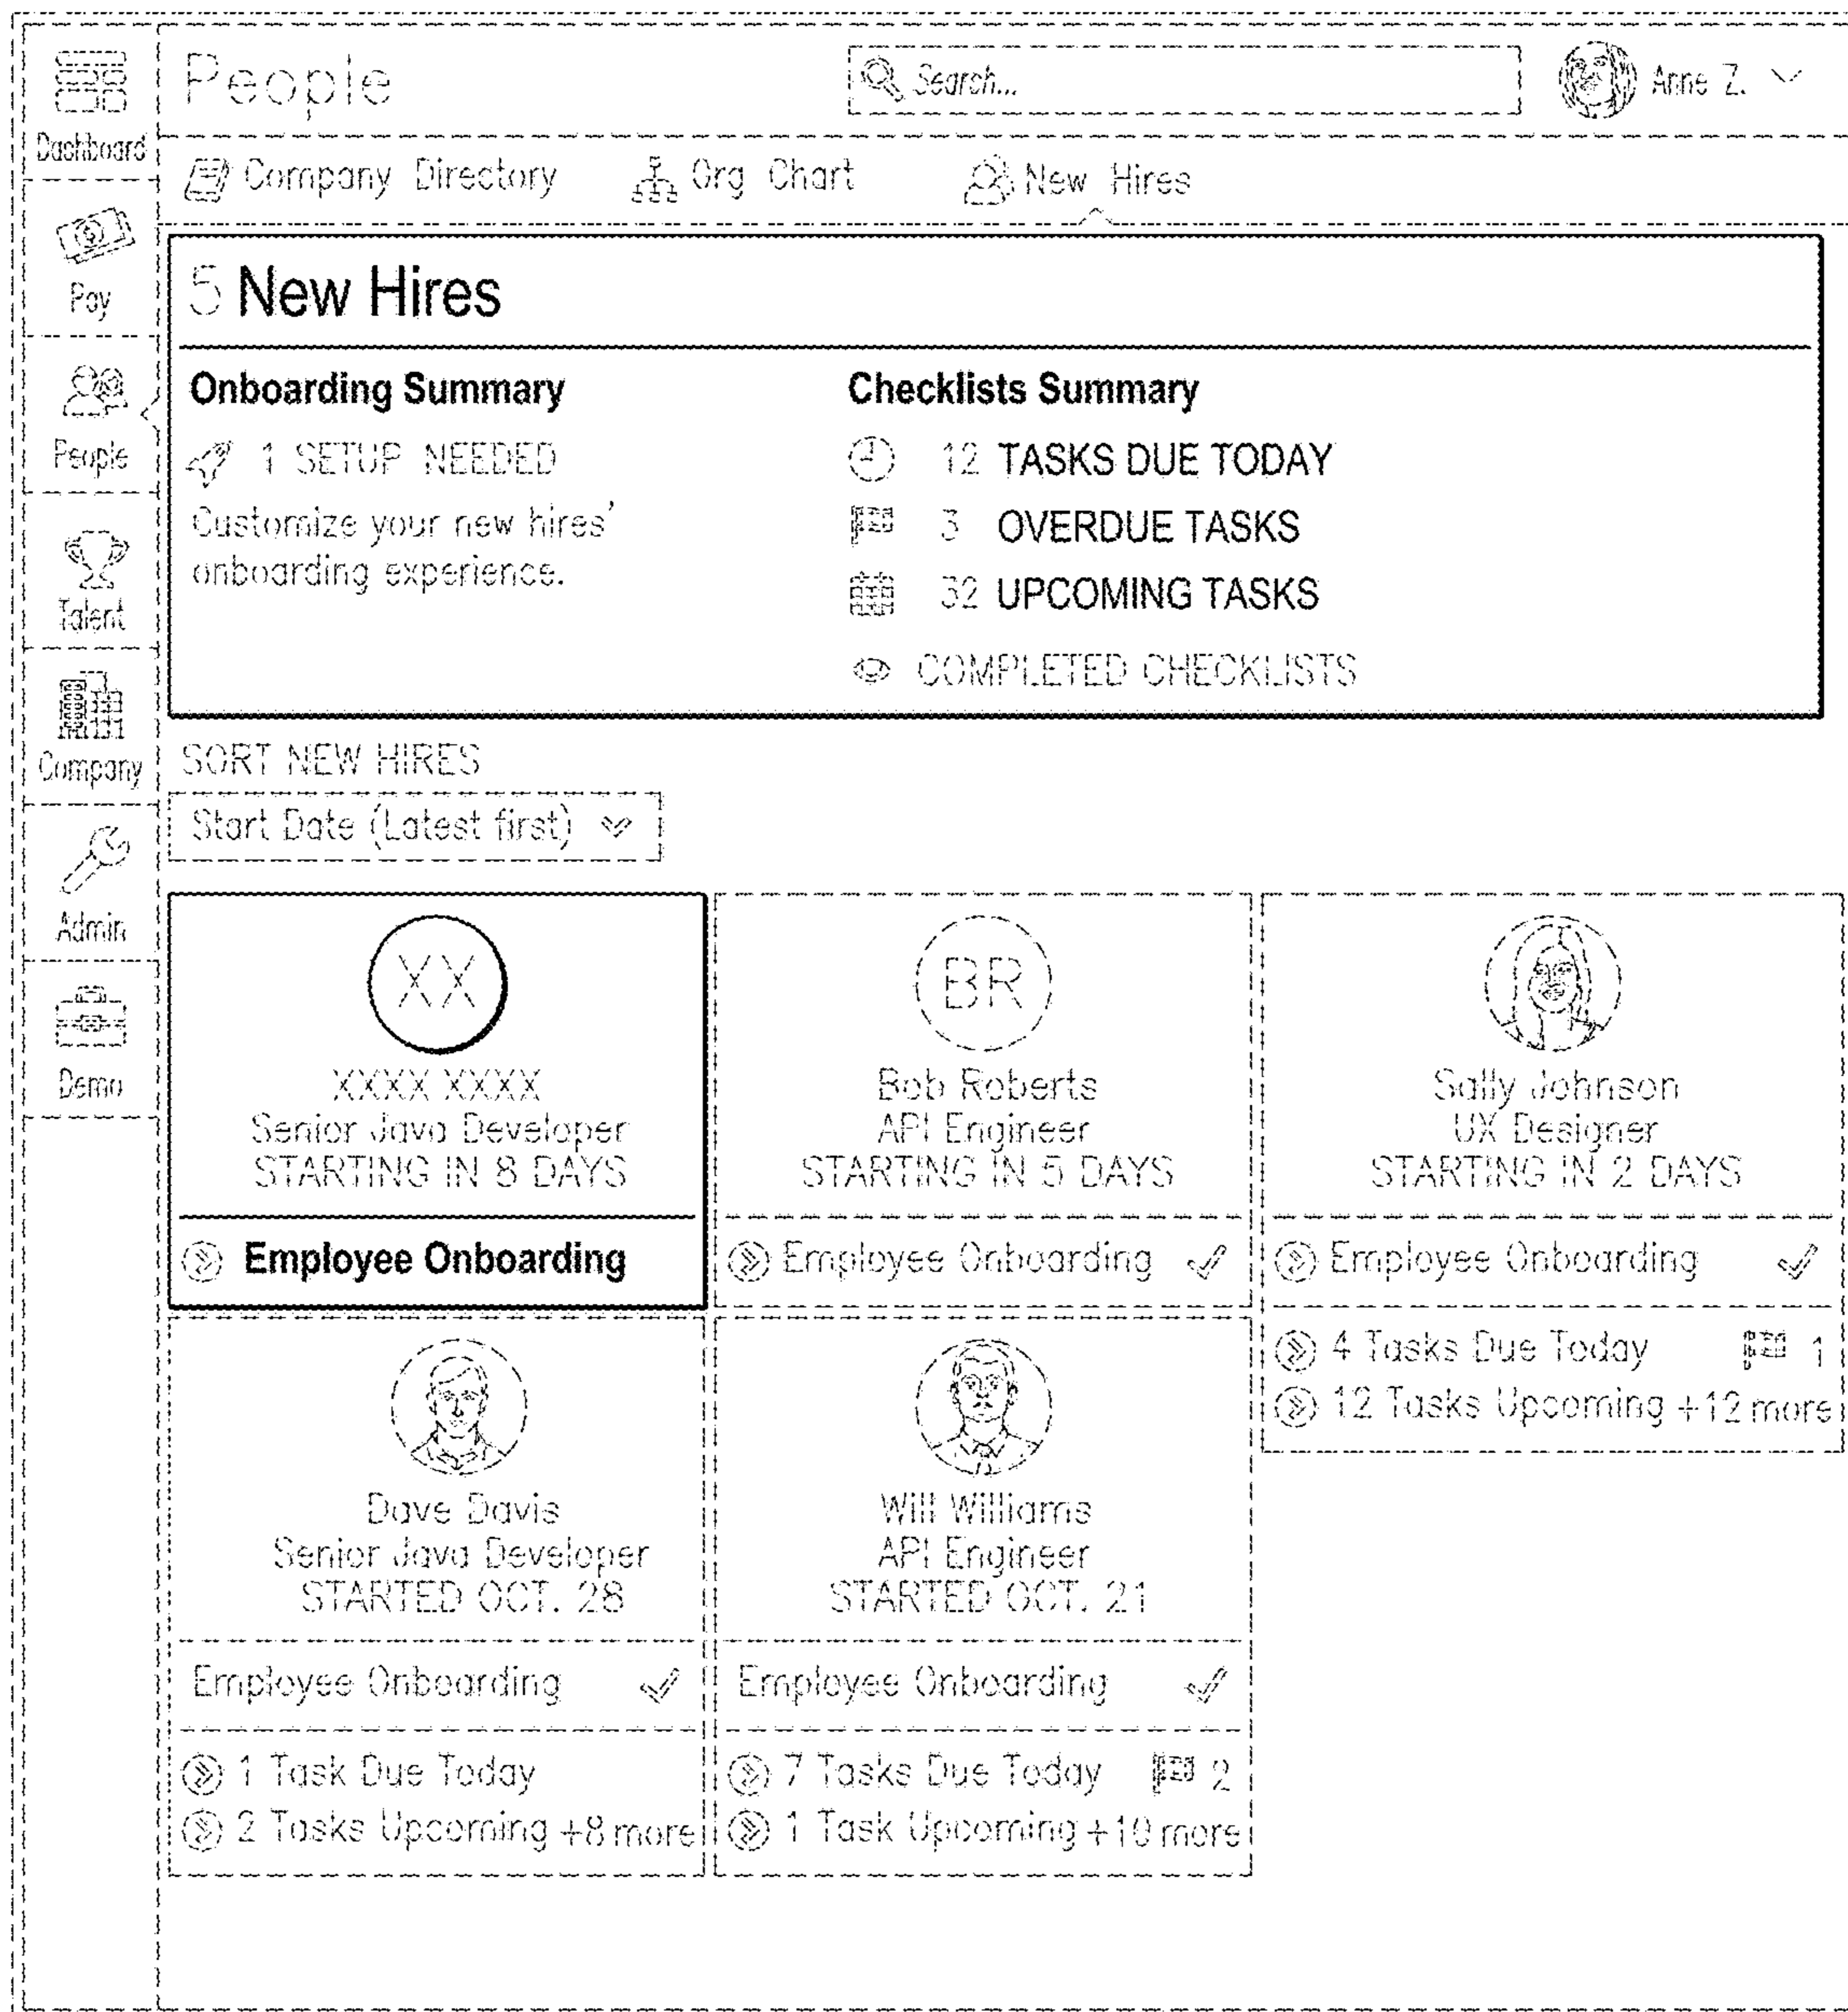 People
Search...
Anne Z.
Dashboard
Pay
People
Talent
Company
Admin
Demo
Company Directory
Org Chart
New Hires
5 New Hires
Onboarding Summary
1 SETUP NEEDED
Customize your new hires'
onboarding experience.
Checklists Summary
12 TASKS DUE TODAY
3 OVERDUE TASKS
32 UPCOMING TASKS
COMPLETED CHECKLISTS
SORT NEW HIRES
Start Date (Latest first)
XX
XXXX XXXX
Senior Java Developer
STARTING IN 8 DAYS
Employee Onboarding
BR
Bob Roberts
API Engineer
STARTING IN 5 DAYS
Employee Onboarding
Sally Johnson
UX Designer
STARTING IN 2 DAYS
Employee Onboarding
4 Tasks Due Today 1
12 Tasks Upcoming +12 more
Dave Davis
Senior Java Developer
STARTED OCT. 28
Employee Onboarding
1 Task Due Today
2 Tasks Upcoming +8 more
Will Williams
API Engineer
STARTED OCT. 21
Employee Onboarding
7 Tasks Due Today 2
1 Task Upcoming +10 more